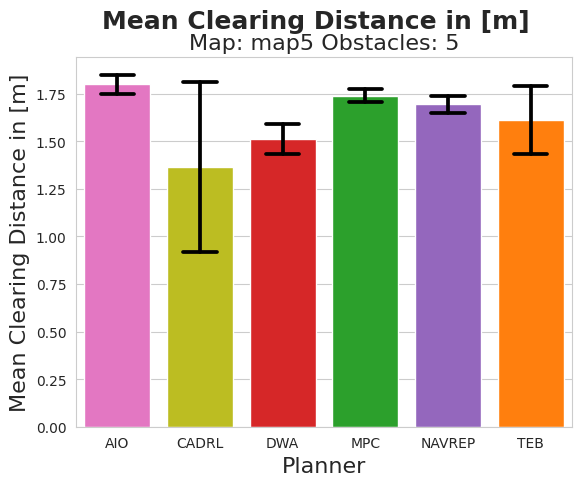 Mean Clearing Distance in [m]
Map: map5 Obstacles: 5
Mean Clearing Distance in [m]
1.75
1.50
1.25
1.00
0.75
0.50
0.25
0.00
AIO CADRL DWA MPC NAVREP TEB
Planner